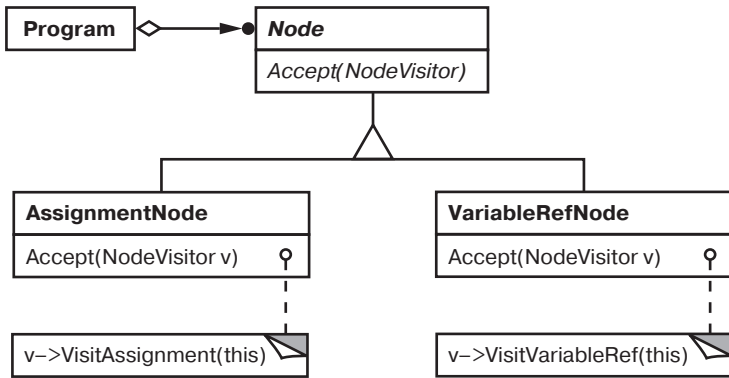 Program
Node
Accept(NodeVisitor)
AssignmentNode
Accept(NodeVisitor v)
v−>VisitAssignment(this)
VariableRefNode
Accept(NodeVisitor v)
v−>VisitVariableRef(this)